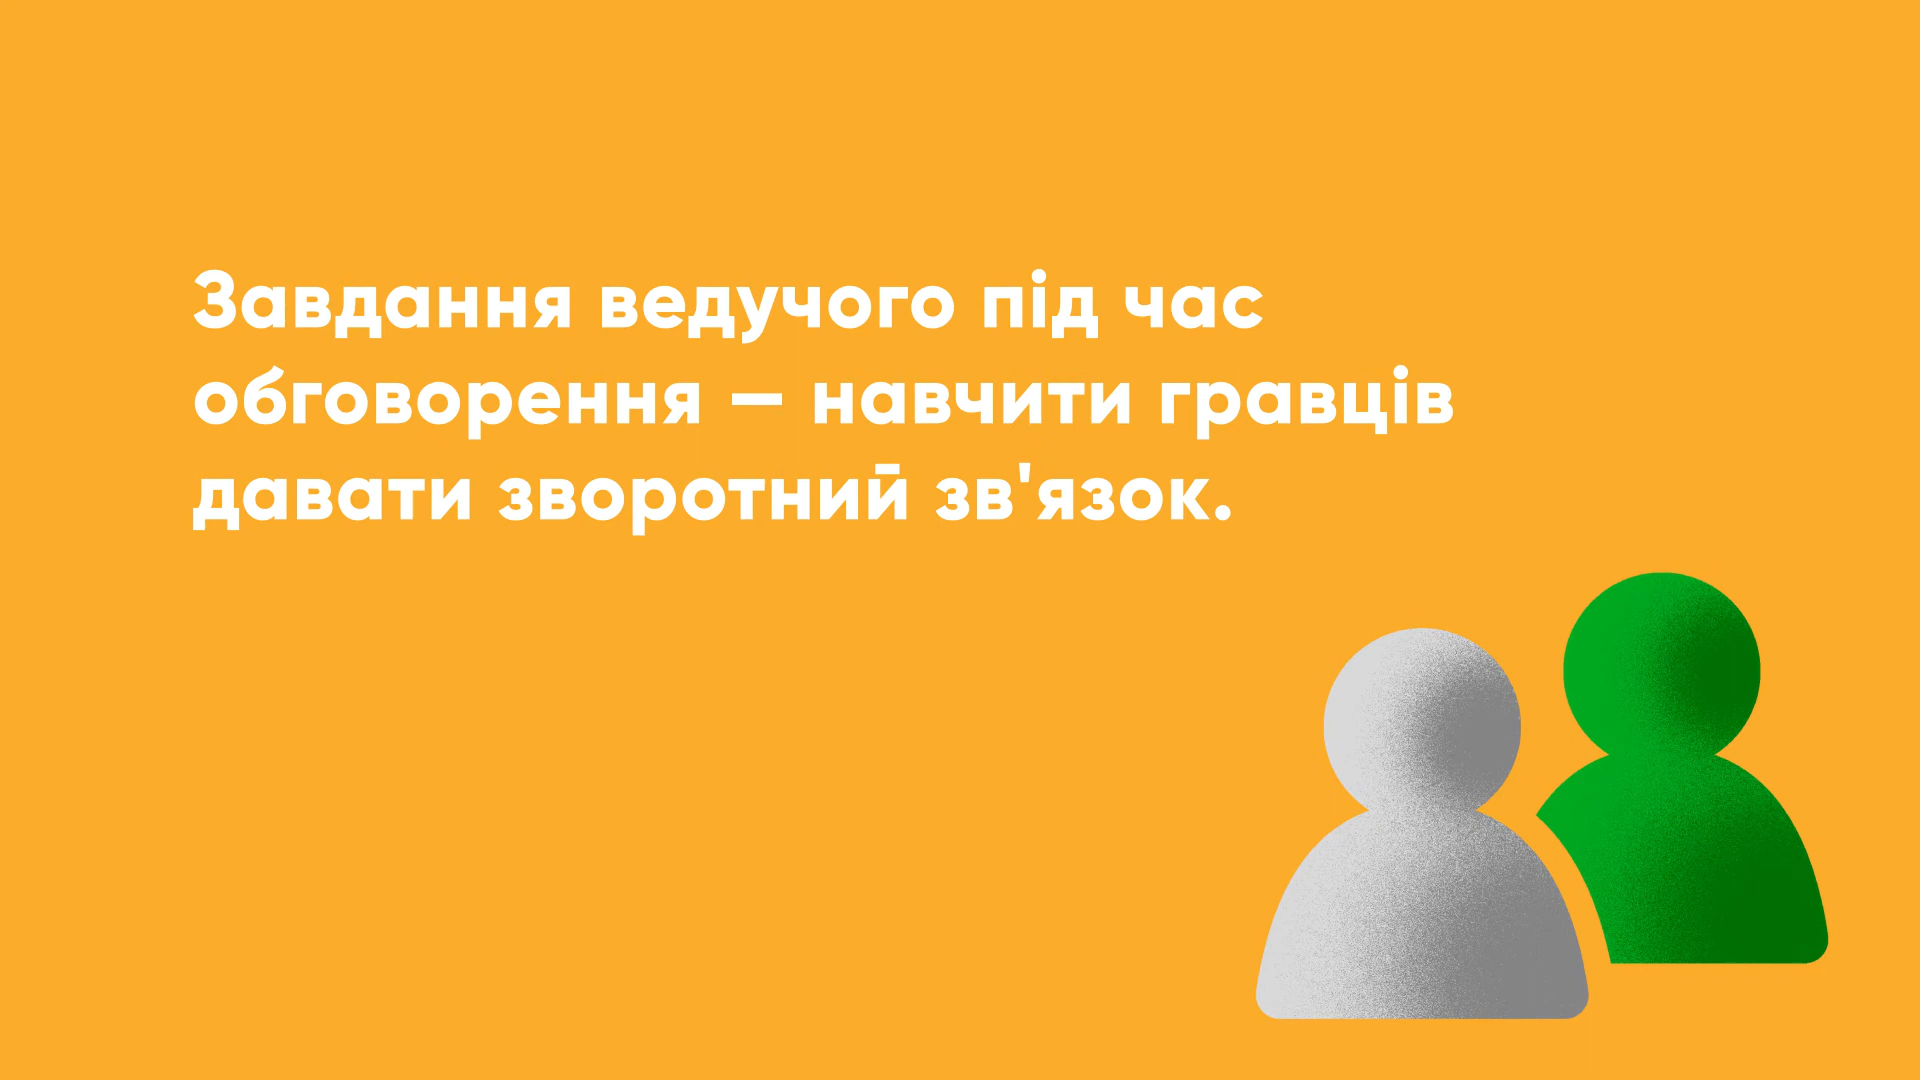 Завдання ведучого під час
обговорення — навчити гравців
давати зворотний зв'язок.